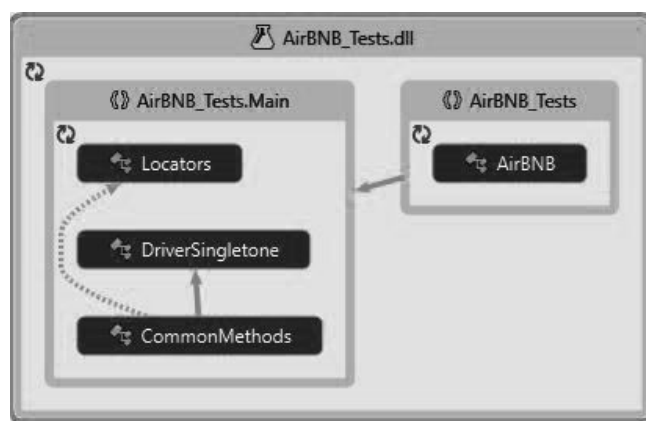 AirBNB_Tests.dll
AirBNB_Tests.Main
AirBNB_Tests
Locators
AirBNB
DriverSingletone
CommonMethods